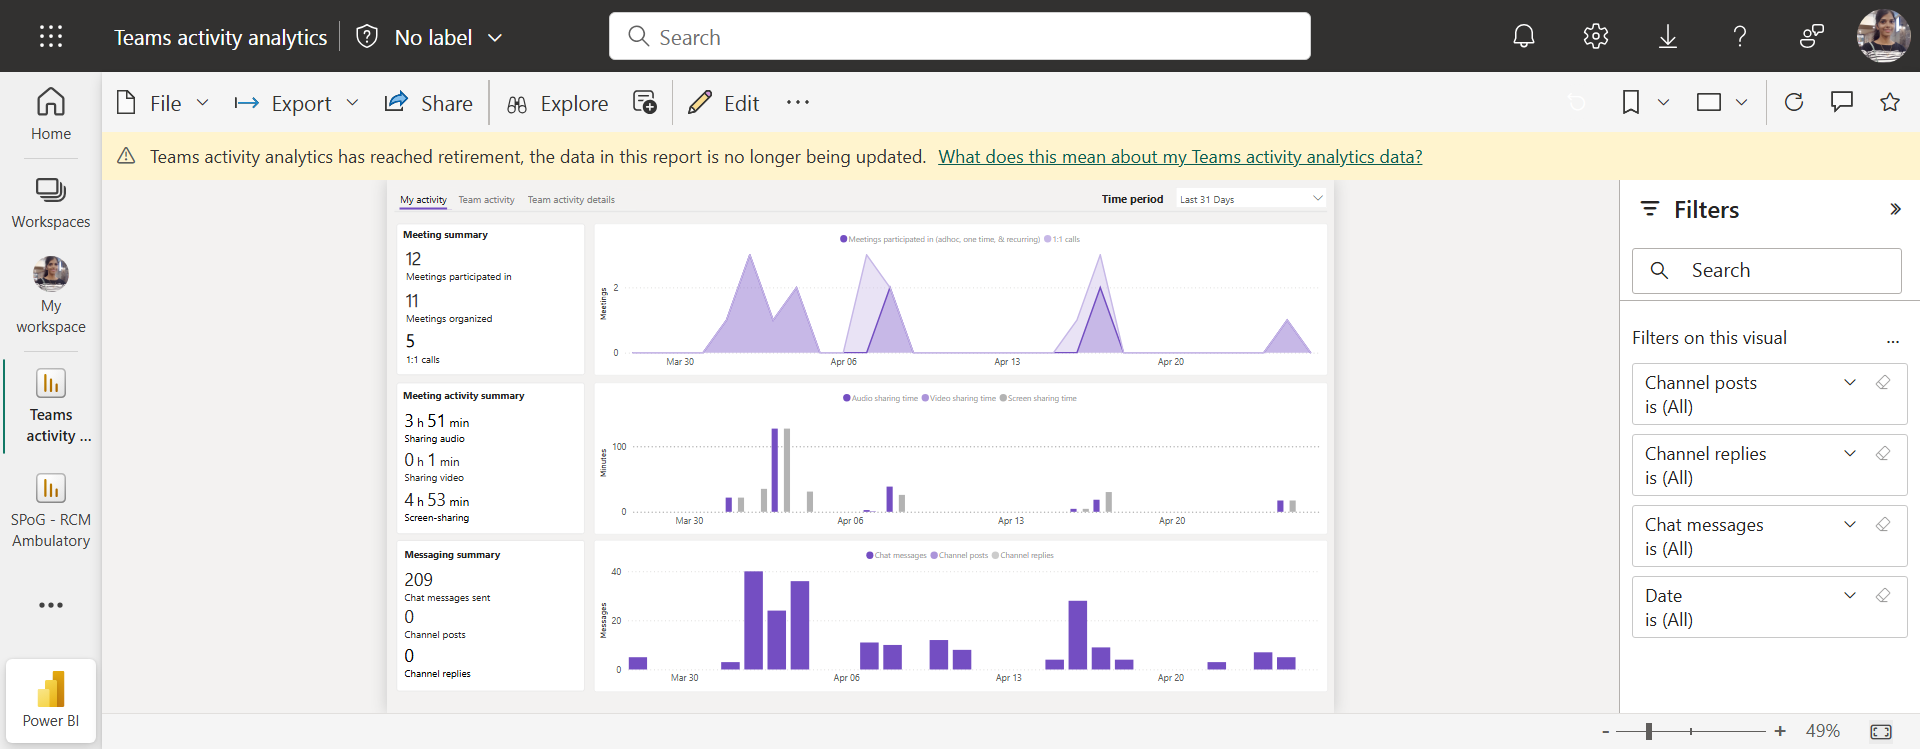 Teams activity analytics
No label
Search
File
Export
Share
Explore
Edit
Home
Workspaces
My
workspace
Teams
activity ...
SPoG - RCM
Ambulatory
Power BI
Teams activity analytics has reached retirement, the data in this report is no longer being updated. What does this mean about my Teams activity analytics data?
My activity Team activity Team activity details
Time period Last 31 Days
Meeting summary
12
Meetings participated in
11
Meetings organized
5
1:1 calls
Meetings participated in (adhoc, one time, & recurring) 1:1 calls
Meetings
2
0
Mar 30 Apr 06 Apr 13 Apr 20
Meeting activity summary
3 h 51 min
Sharing audio
0 h 1 min
Sharing video
4 h 53 min
Screen-sharing
Audio sharing time Video sharing time Screen sharing time
Minutes
100
0
Mar 30 Apr 06 Apr 13 Apr 20
Messaging summary
209
Chat messages sent
0
Channel posts
0
Channel replies
Chat messages Channel posts Channel replies
Messages
40
20
0
Mar 30 Apr 06 Apr 13 Apr 20
Filters
Search
Filters on this visual
...
Channel posts
is (All)
Channel replies
is (All)
Chat messages
is (All)
Date
is (All)
- + 49%